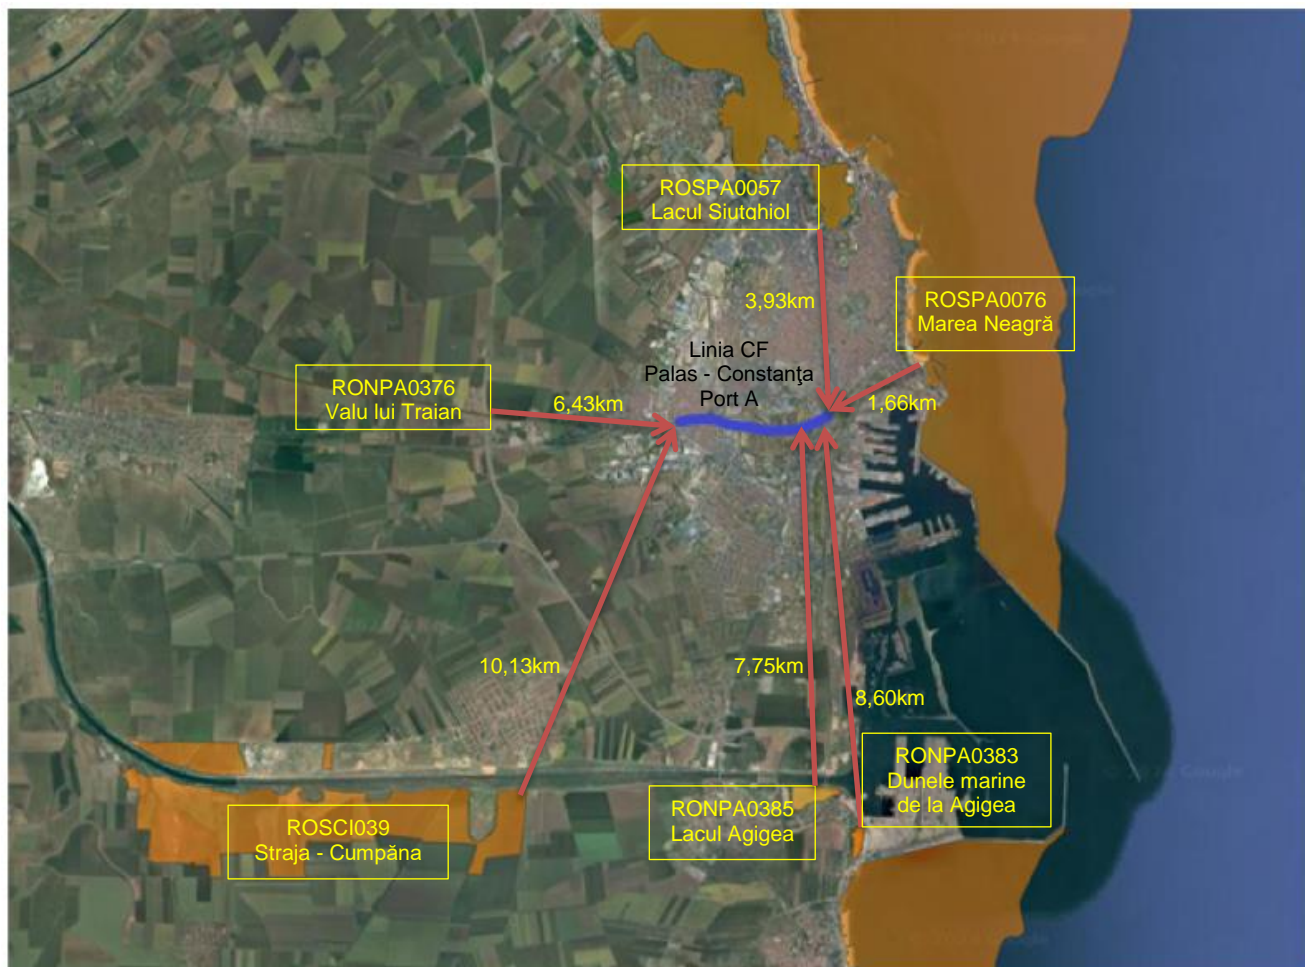 ROSPA0057
Lacul Siutghiol
3,93km
ROSPA0076
Marea Neagră
Linia CF
Palas - Constanţa
Port A
RONPA0376
Valu lui Traian
6,43km
1,66km
10,13km
7,75km
8,60km
RONPA0383
Dunele marine
de la Agigea
RONPA0385
Lacul Agigea
ROSCI039
Straja - Cumpăna
Google